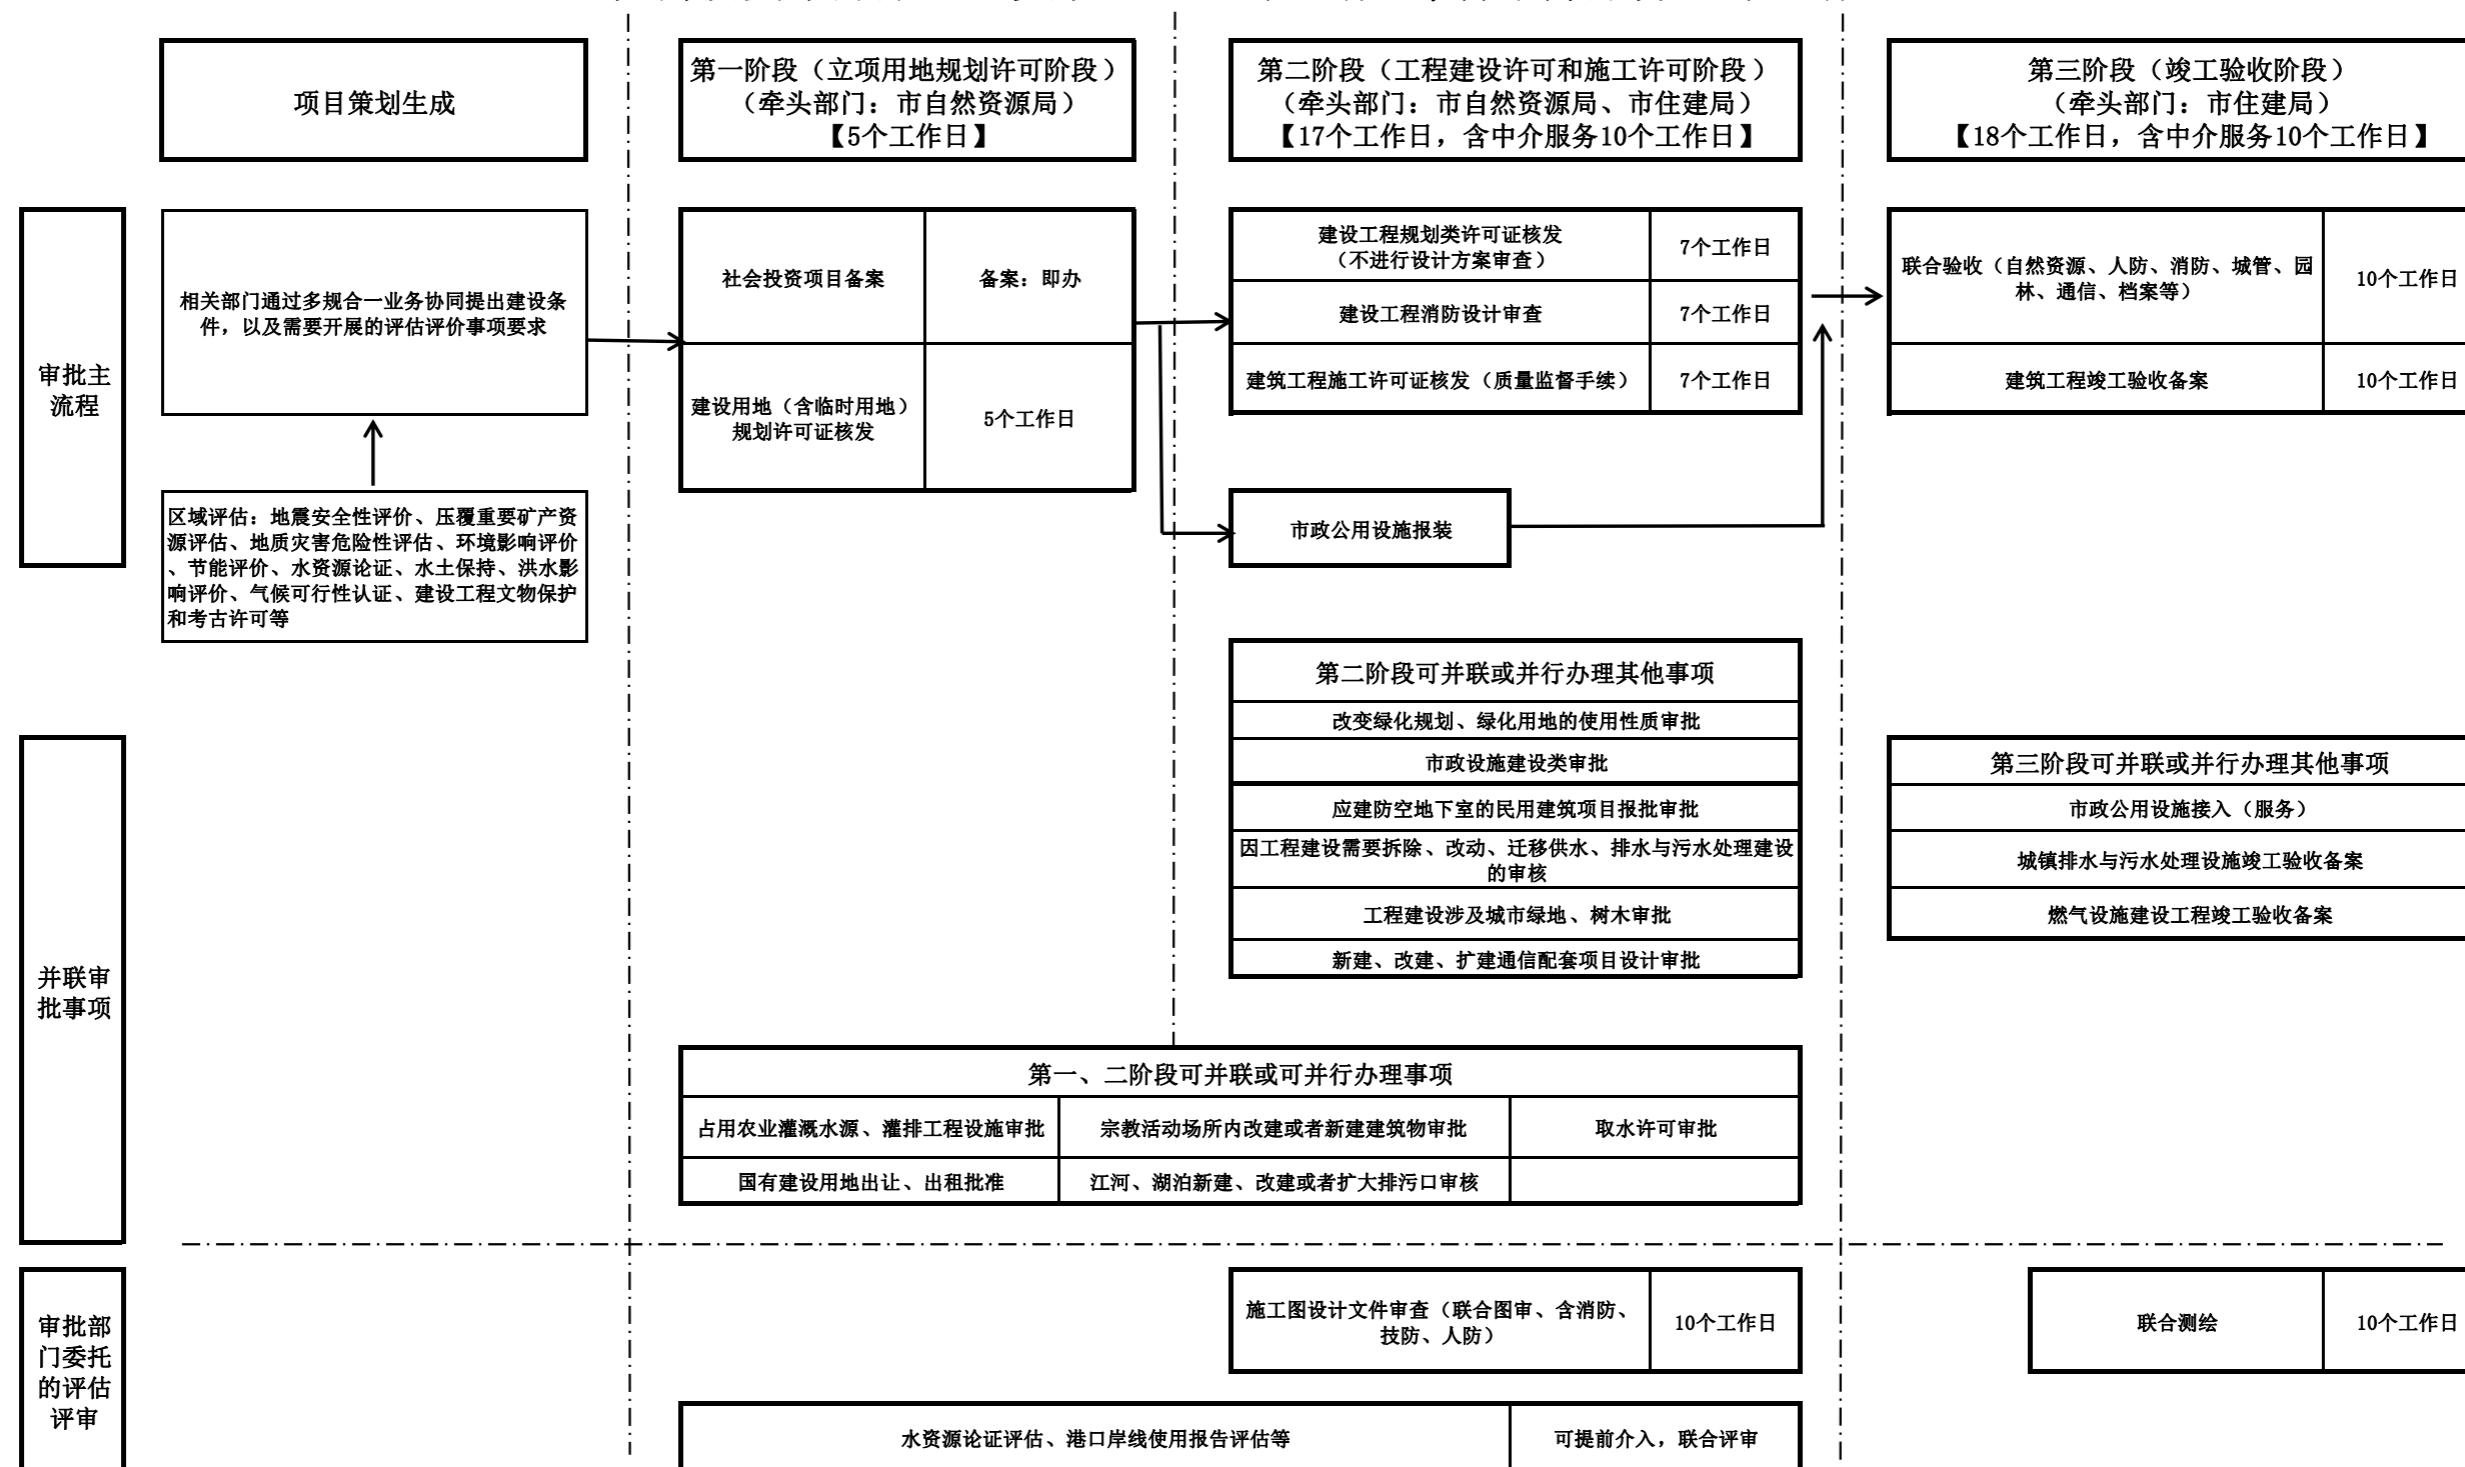 项目策划生成
第一阶段（立项用地规划许可阶段）
（牵头部门：市自然资源局）
【5个工作日】
第二阶段（工程建设许可和施工许可阶段）
（牵头部门：市自然资源局、市住建局）
【17个工作日，含中介服务10个工作日】
第三阶段（竣工验收阶段）
（牵头部门：市住建局）
【18个工作日，含中介服务10个工作日】
审批主
流程
相关部门通过多规合一业务协同提出建设条
件，以及需要开展的评估评价事项要求
区域评估：地震安全性评价、压覆重要矿产资
源评估、地质灾害危险性评估、环境影响评价
、节能评价、水资源论证、水土保持、洪水影
响评价、气候可行性认证、建设工程文物保护
和考古许可等
社会投资项目备案
备案：即办
建设用地（含临时用地）
规划许可证核发
5个工作日
建设工程规划类许可证核发
（不进行设计方案审查）
7个工作日
建设工程消防设计审查
7个工作日
建筑工程施工许可证核发（质量监督手续）
7个工作日
市政公用设施报装
联合验收（自然资源、人防、消防、城管、园
林、通信、档案等）
10个工作日
建筑工程竣工验收备案
10个工作日
并联审
批事项
第二阶段可并联或并行办理其他事项
改变绿化规划、绿化用地的使用性质审批
市政设施建设类审批
应建防空地下室的民用建筑项目报批审批
因工程建设需要拆除、改动、迁移供水、排水与污水处理建设
的审核
工程建设涉及城市绿地、树木审批
新建、改建、扩建通信配套项目设计审批
第三阶段可并联或并行办理其他事项
市政公用设施接入（服务）
城镇排水与污水处理设施竣工验收备案
燃气设施建设工程竣工验收备案
第一、二阶段可并联或可并行办理事项
占用农业灌溉水源、灌排工程设施审批
宗教活动场所内改建或者新建建筑物审批
取水许可审批
国有建设用地出让、出租批准
江河、湖泊新建、改建或者扩大排污口审核
审批部
门委托
的评估
评审
施工图设计文件审查（联合图审、含消防、
技防、人防）
10个工作日
联合测绘
10个工作日
水资源论证评估、港口岸线使用报告评估等
可提前介入，联合评审